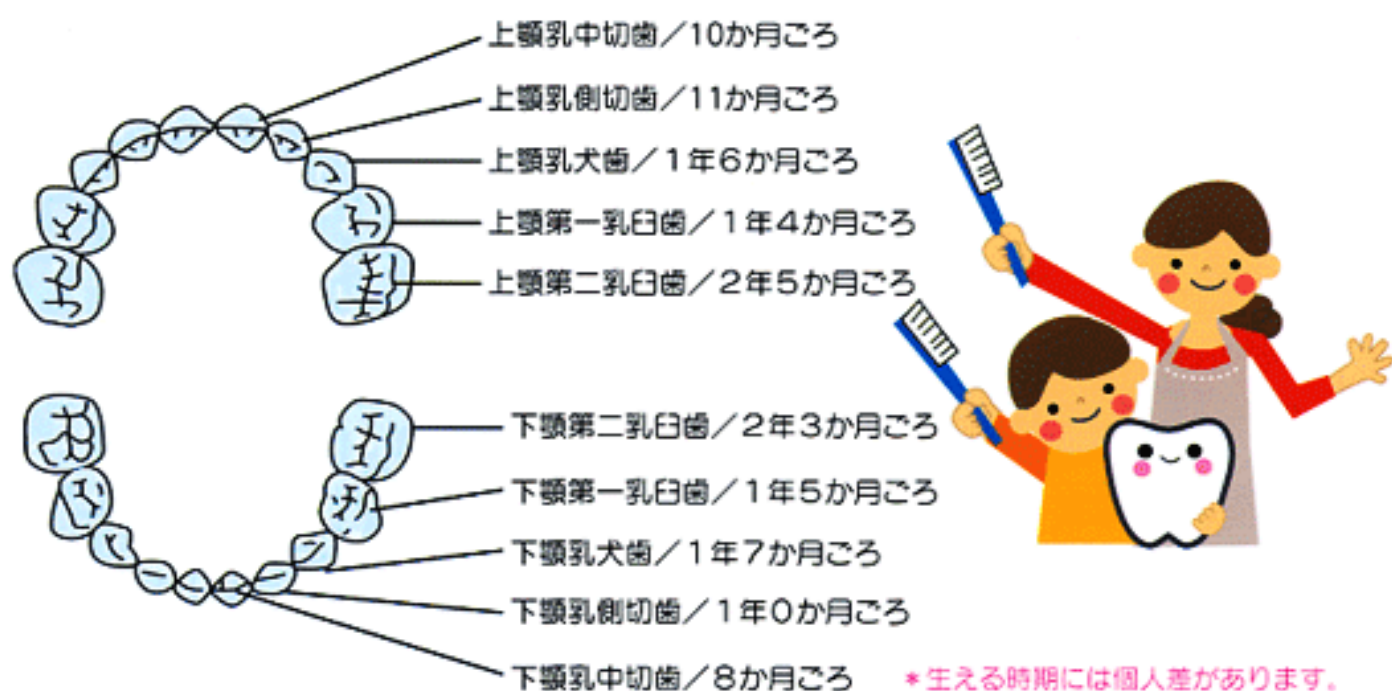 上顎乳中切歯／10か月ごろ
上顎乳側切歯／11か月ごろ
上顎乳犬歯／1年6か月ごろ
上顎第一乳臼歯／1年4か月ごろ
上顎第二乳臼歯／2年5か月ごろ
下顎第二乳臼歯／2年3か月ごろ
下顎第一乳臼歯／1年5か月ごろ
下顎乳犬歯／1年7か月ごろ
下顎乳側切歯／1年0か月ごろ
下顎乳中切歯／8か月ごろ
*生える時期には個人差があります。